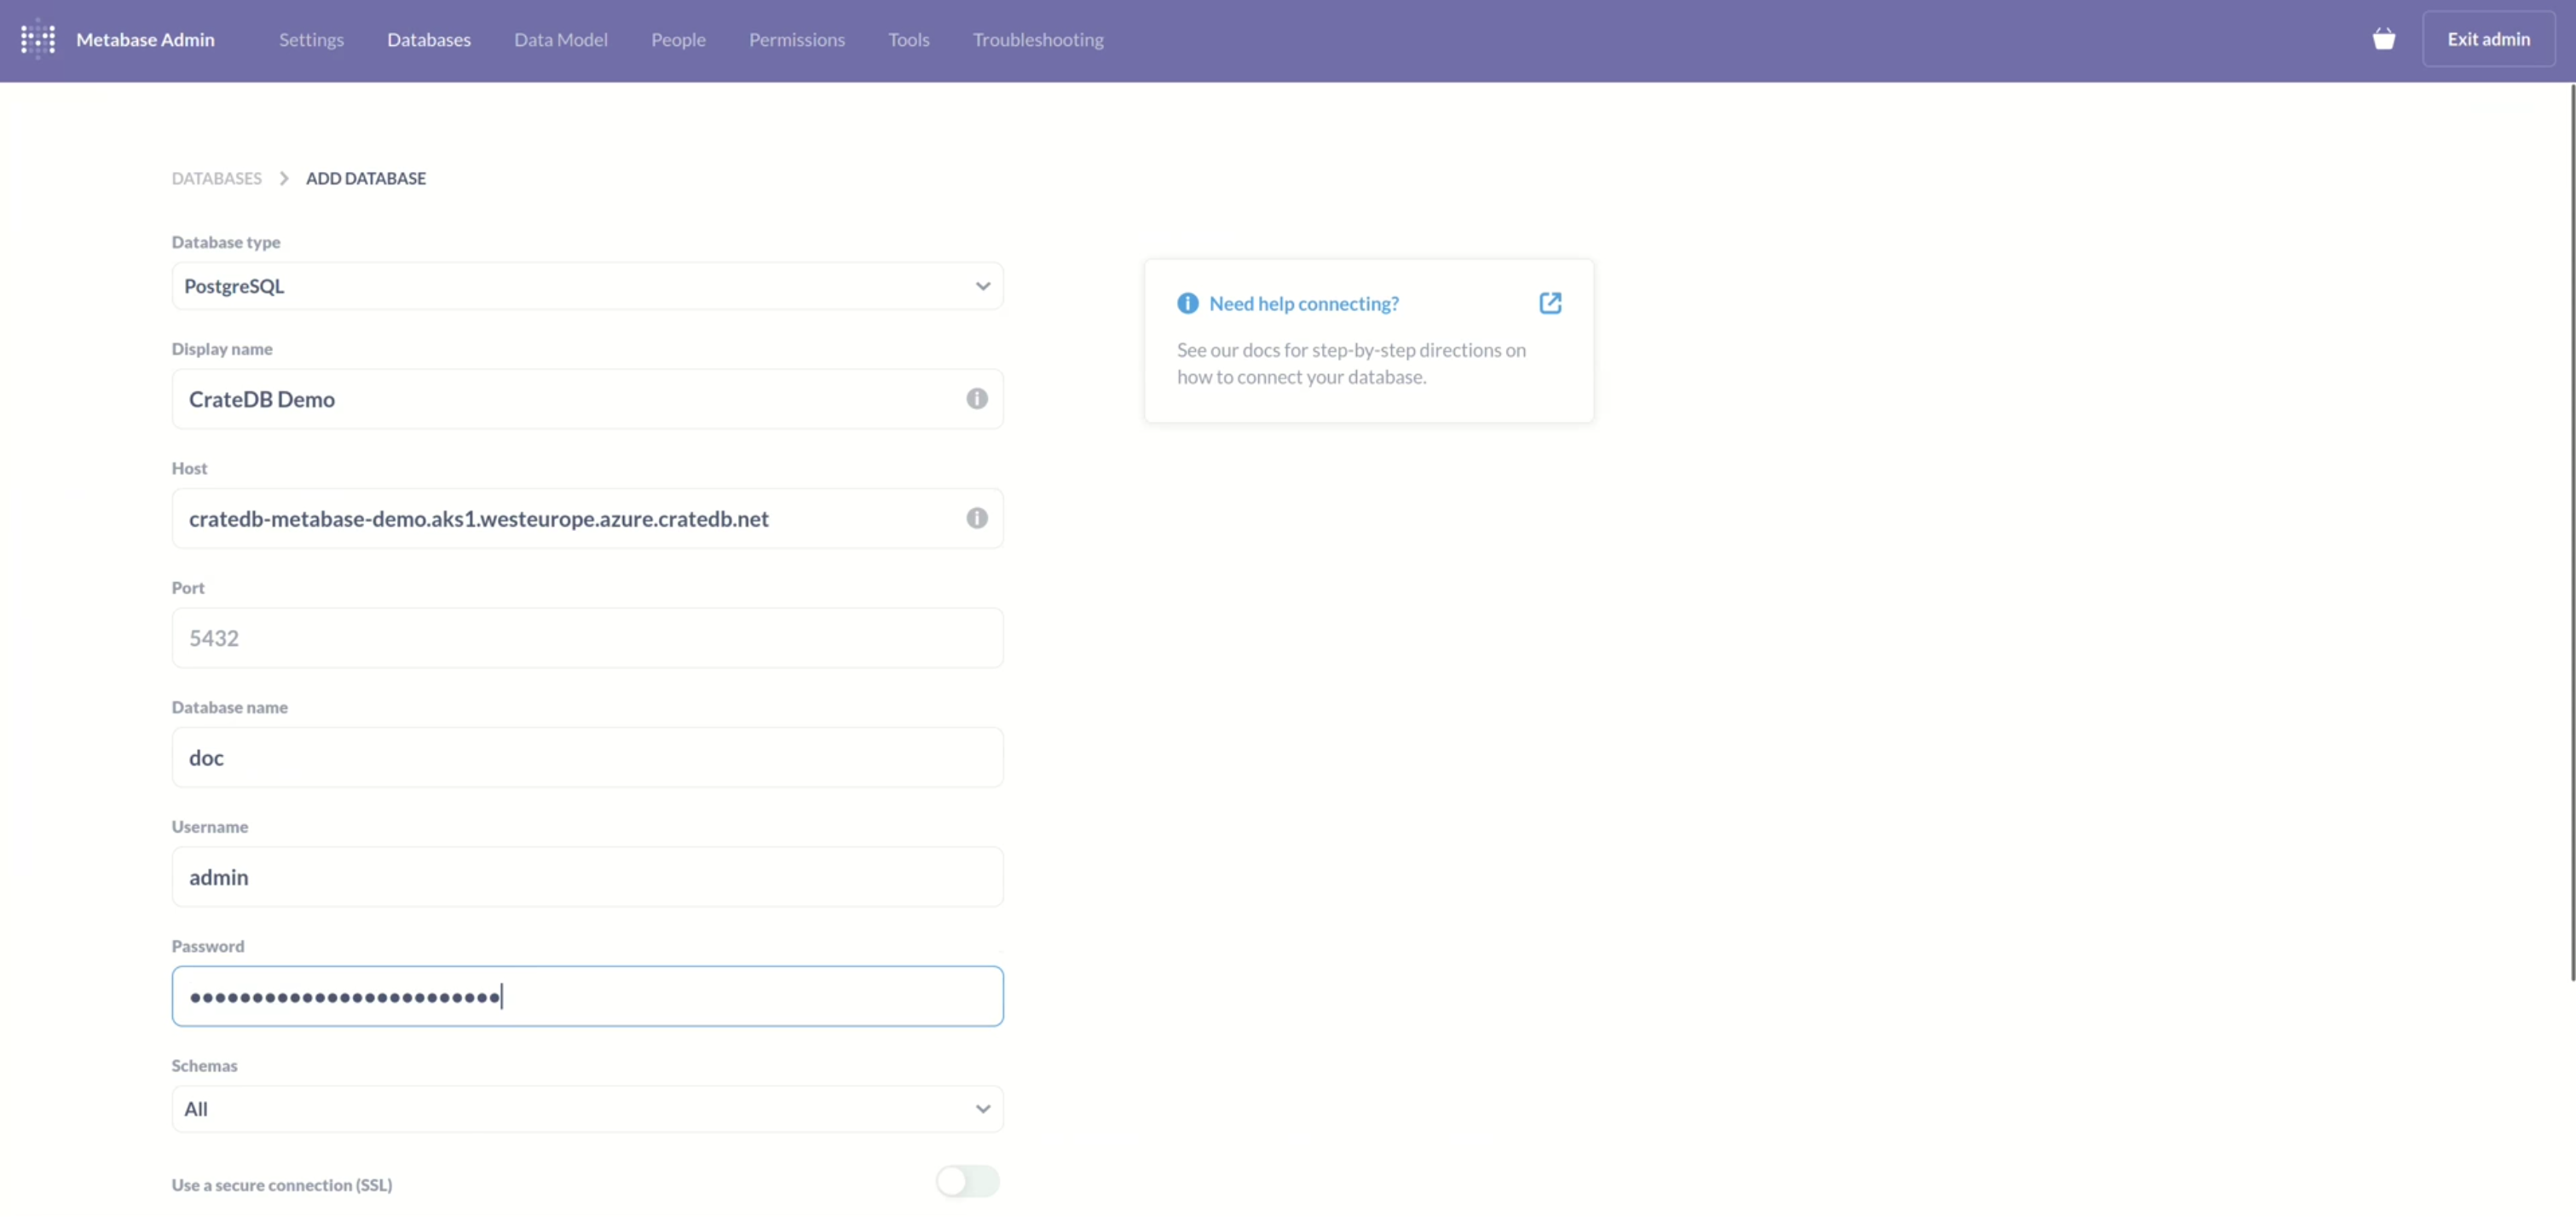 Metabase Admin Settings Databases Data Model People Permissions Tools Troubleshooting Exit admin
DATABASES > ADD DATABASE
Database type
PostgreSQL
Need help connecting?
See our docs for step-by-step directions on
how to connect your database.
Display name
CrateDB Demo
Host
cratedb-metabase-demo.aks1.westeurope.azure.cratedb.net
Port
5432
Database name
doc
Username
admin
Password
•••••••••••••••••••••••••
Schemas
All
Use a secure connection (SSL)